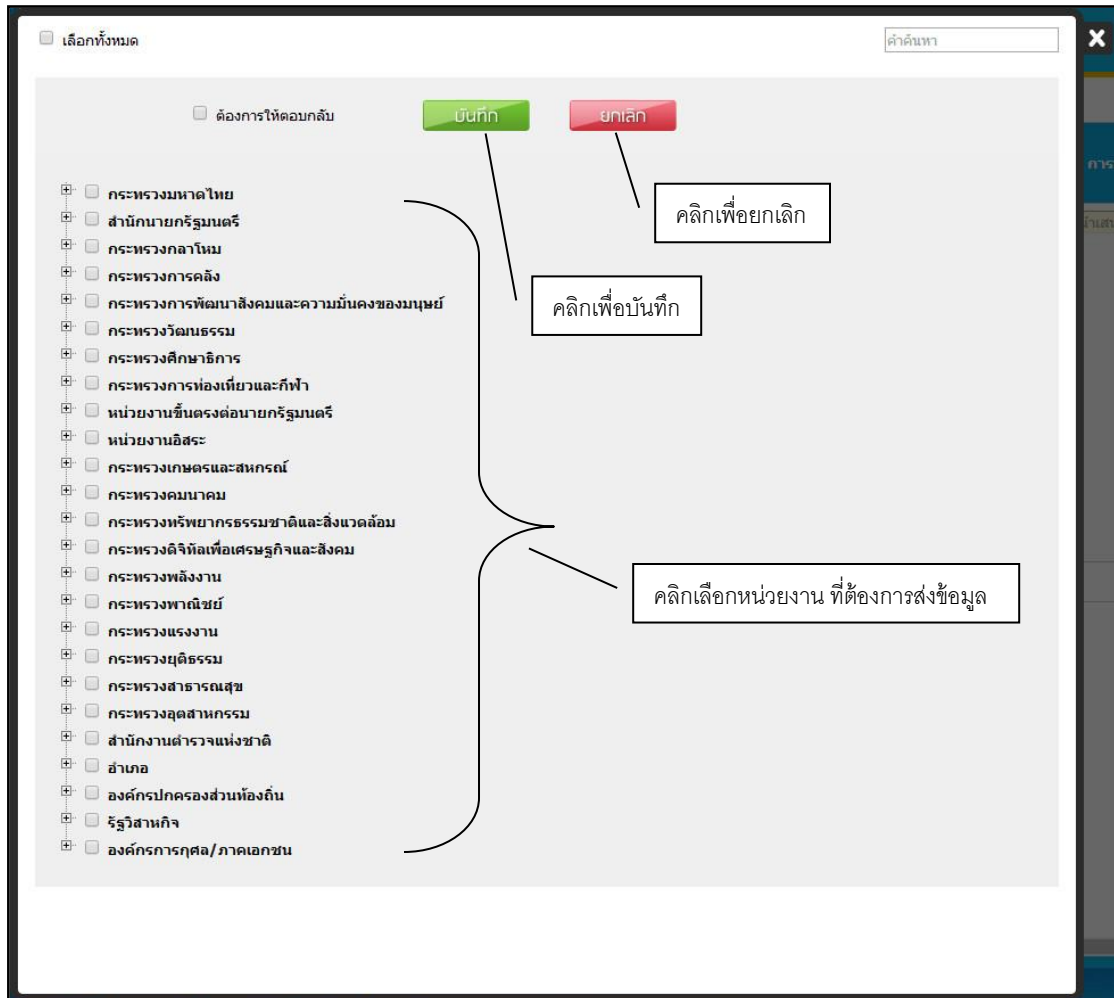 เลือกทั้งหมด
คำค้นหา
ต้องการให้ตอบกลับ
บันทึก
ยกเลิก
การ
กระทรวงมหาดไทย
คลิกเพื่อยกเลิก
สำนักนายกรัฐมนตรี
กระทรวงกลาโหม
กระทรวงการคลัง
กระทรวงการพัฒนาสังคมและความมั่นคงของมนุษย์
คลิกเพื่อบันทึก
กระทรวงวัฒนธรรม
กระทรวงศึกษาธิการ
กระทรวงการท่องเที่ยวและกีฬา
หน่วยงานขึ้นตรงต่อนายกรัฐมนตรี
หน่วยงานอิสระ
กระทรวงเกษตรและสหกรณ์
กระทรวงคมนาคม
กระทรวงทรัพยากรธรรมชาติและสิ่งแวดล้อม
กระทรวงดิจิทัลเพื่อเศรษฐกิจและสังคม
กระทรวงพลังงาน
คลิกเลือกหน่วยงาน ที่ต้องการส่งข้อมูล
กระทรวงพาณิชย์
กระทรวงแรงงาน
กระทรวงยุติธรรม
กระทรวงสาธารณสุข
กระทรวงอุตสาหกรรม
สำนักงานตำรวจแห่งชาติ
อำเภอ
องค์กรปกครองส่วนท้องถิ่น
รัฐวิสาหกิจ
องค์กรการกุศล/ภาคเอกชน